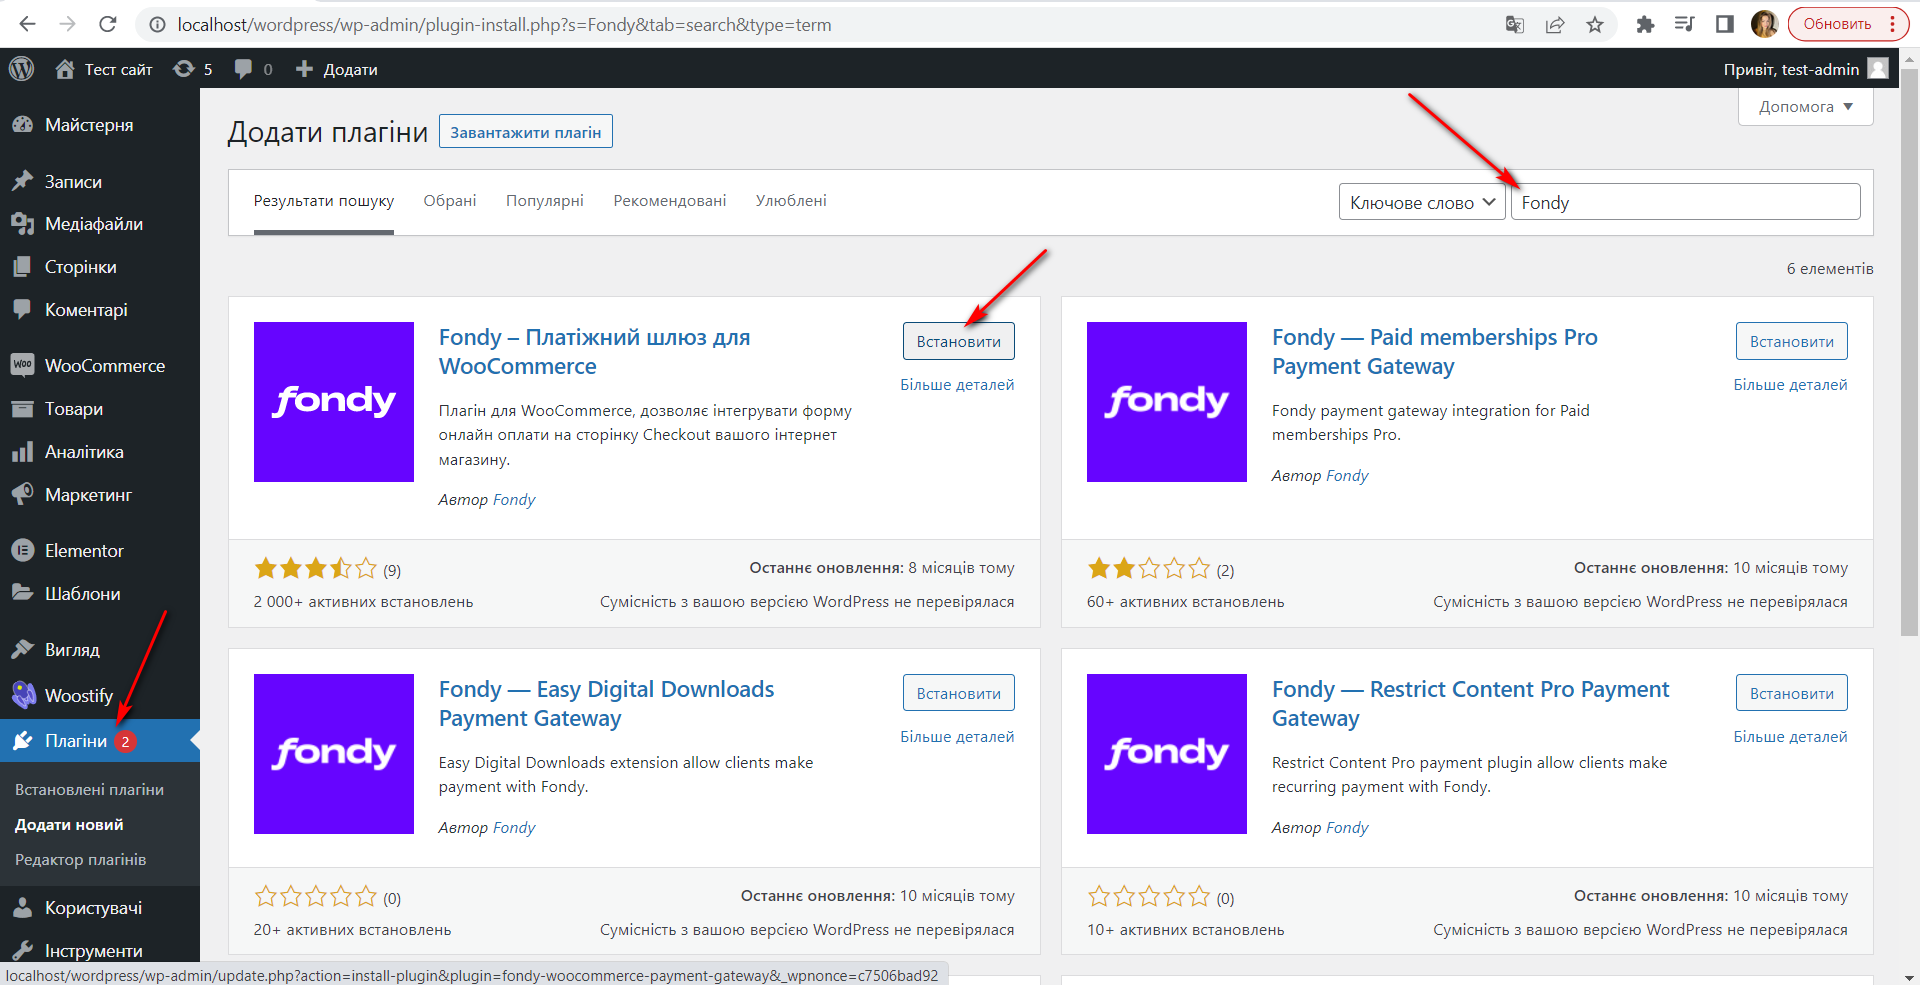 localhost/wordpress/wp-admin/plugin-install.php?s=Fondy&tab=search&type=term
Обновить
Тест сайт
5
0
Додати
Привіт, test-admin
Майстерня
Записи
Медіафайли
Сторінки
Коментарі
Woo
WooCommerce
Товари
Аналітика
Маркетинг
Elementor
Шаблони
Вигляд
Woostify
Плагіни 2
Встановлені плагіни
Додати новий
Редактор плагінів
Користувачі
Інструменти
Допомога
Додати плагіни
Завантажити плагін
Результати пошуку
Обрані
Популярні
Рекомендовані
Улюблені
Ключове слово
Fondy
6 елементів
fondy
Fondy – Платіжний шлюз для
WooCommerce
Встановити
Більше деталей
Плагін для WooCommerce, дозволяє інтегрувати форму
онлайн оплати на сторінку Checkout вашого інтернет
магазину.
Автор Fondy
(9)
Останнє оновлення: 8 місяців тому
2 000+ активних встановлень
Сумісність з вашою версією WordPress не перевірялася
fondy
Fondy — Paid memberships Pro
Payment Gateway
Встановити
Більше деталей
Fondy payment gateway integration for Paid
memberships Pro.
Автор Fondy
(2)
Останнє оновлення: 10 місяців тому
60+ активних встановлень
Сумісність з вашою версією WordPress не перевірялася
fondy
Fondy — Easy Digital Downloads
Payment Gateway
Встановити
Більше деталей
Easy Digital Downloads extension allow clients make
payment with Fondy.
Автор Fondy
(0)
Останнє оновлення: 10 місяців тому
20+ активних встановлень
Сумісність з вашою версією WordPress не перевірялася
fondy
Fondy — Restrict Content Pro Payment
Gateway
Встановити
Більше деталей
Restrict Content Pro payment plugin allow clients make
recurring payment with Fondy.
Автор Fondy
(0)
Останнє оновлення: 10 місяців тому
10+ активних встановлень
Сумісність з вашою версією WordPress не перевірялася
localhost/wordpress/wp-admin/update.php?action=install-plugin&plugin=fondy-woocommerce-payment-gateway&_wpnonce=c7506bad92